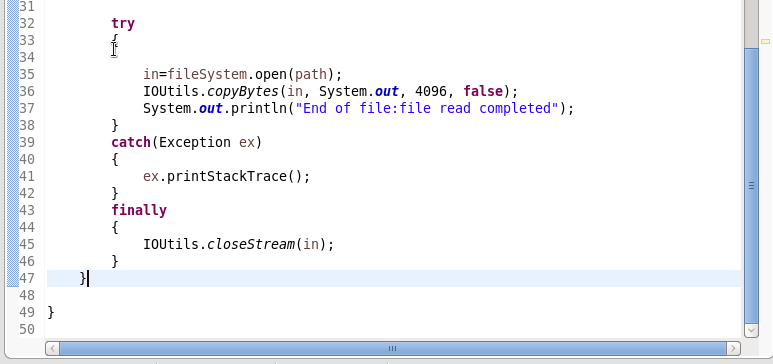 31
32 try
33 {
34
35 in=fileSystem.open(path);
36 IOUtils.copyBytes(in, System.out, 4096, false);
37 System.out.println("End of file:file read completed");
38 }
39 catch(Exception ex)
40 {
41 ex.printStackTrace();
42 }
43 finally
44 {
45 IOUtils.closeStream(in);
46 }
47 }
48
49 }
50